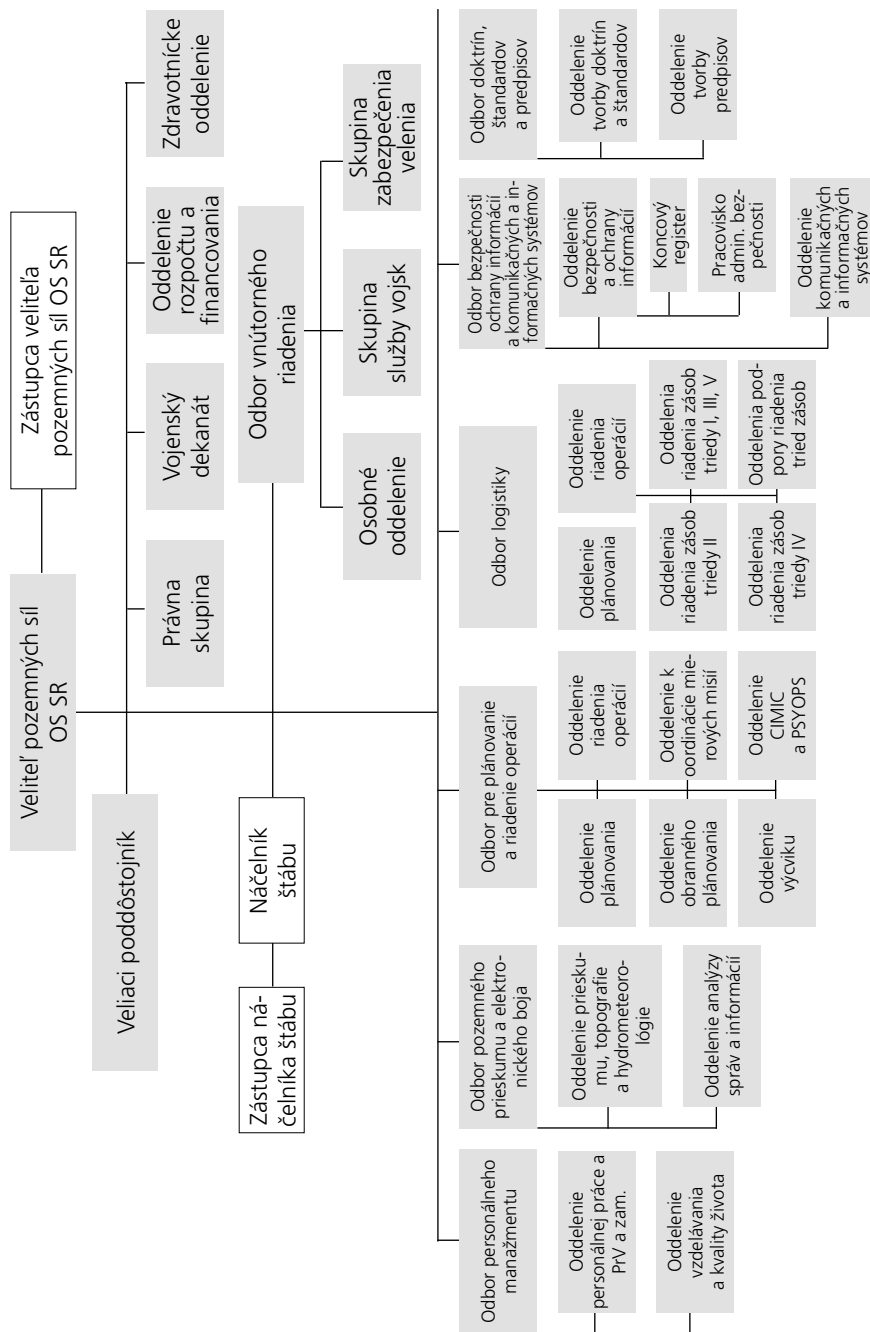 Veliteľ pozemných síl
OS SR
Zástupca veliteľa
pozemných síl OS SR
Veliaci poddôstojník
Právna
skupina
Vojenský
dekanát
Oddelenie
rozpočtu a
financovania
Zdravotnícke
oddelenie
Zástupca ná-
čelníka štábu
Náčelník
štábu
Odbor vnútorného
riadenia
Osobné
oddelenie
Skupina
služby vojsk
Skupina
zabezpečenia
velenia
Odbor personálneho
manažmentu
Oddelenie
personálnej práce a
PrV a zam.
Oddelenie
vzdelávania
a kvality života
Odbor pozemného
prieskumu a elektro-
nického boja
Oddelenie priesku-
mu, topografie
a hydrometeoro-
lógie
Oddelenie analýzy
správ a informácií
Odbor pre plánovanie
a riadenie operácií
Oddelenie
plánovania
Oddelenie
riadenia
operácií
Oddelenie
obranného
plánovania
Oddelenie k
oordinácie mie-
rových misií
Oddelenie
výcviku
Oddelenie
CIMIC
a PSYOPS
Odbor logistiky
Oddelenie
plánovania
Oddelenie
riadenia
operácií
Oddelenia
riadenia zásob
triedy II
Oddelenia
riadenia zásob
triedy I, III, V
Oddelenia
riadenia zásob
triedy IV
Oddelenia pod-
pory riadenia
tried zásob
Odbor bezpečnosti
ochrany informácií
a komunikačných a in-
formačných systémov
Oddelenie
bezpečnosti
a ochrany
informácií
Koncový
register
Pracovisko
admin. bez-
pečnosti
Oddelenie
komunikačných
a informačných
systémov
Odbor doktrín,
štandardov
a predpisov
Oddelenie
tvorby doktrín
a štandardov
Oddelenie
tvorby
predpisov